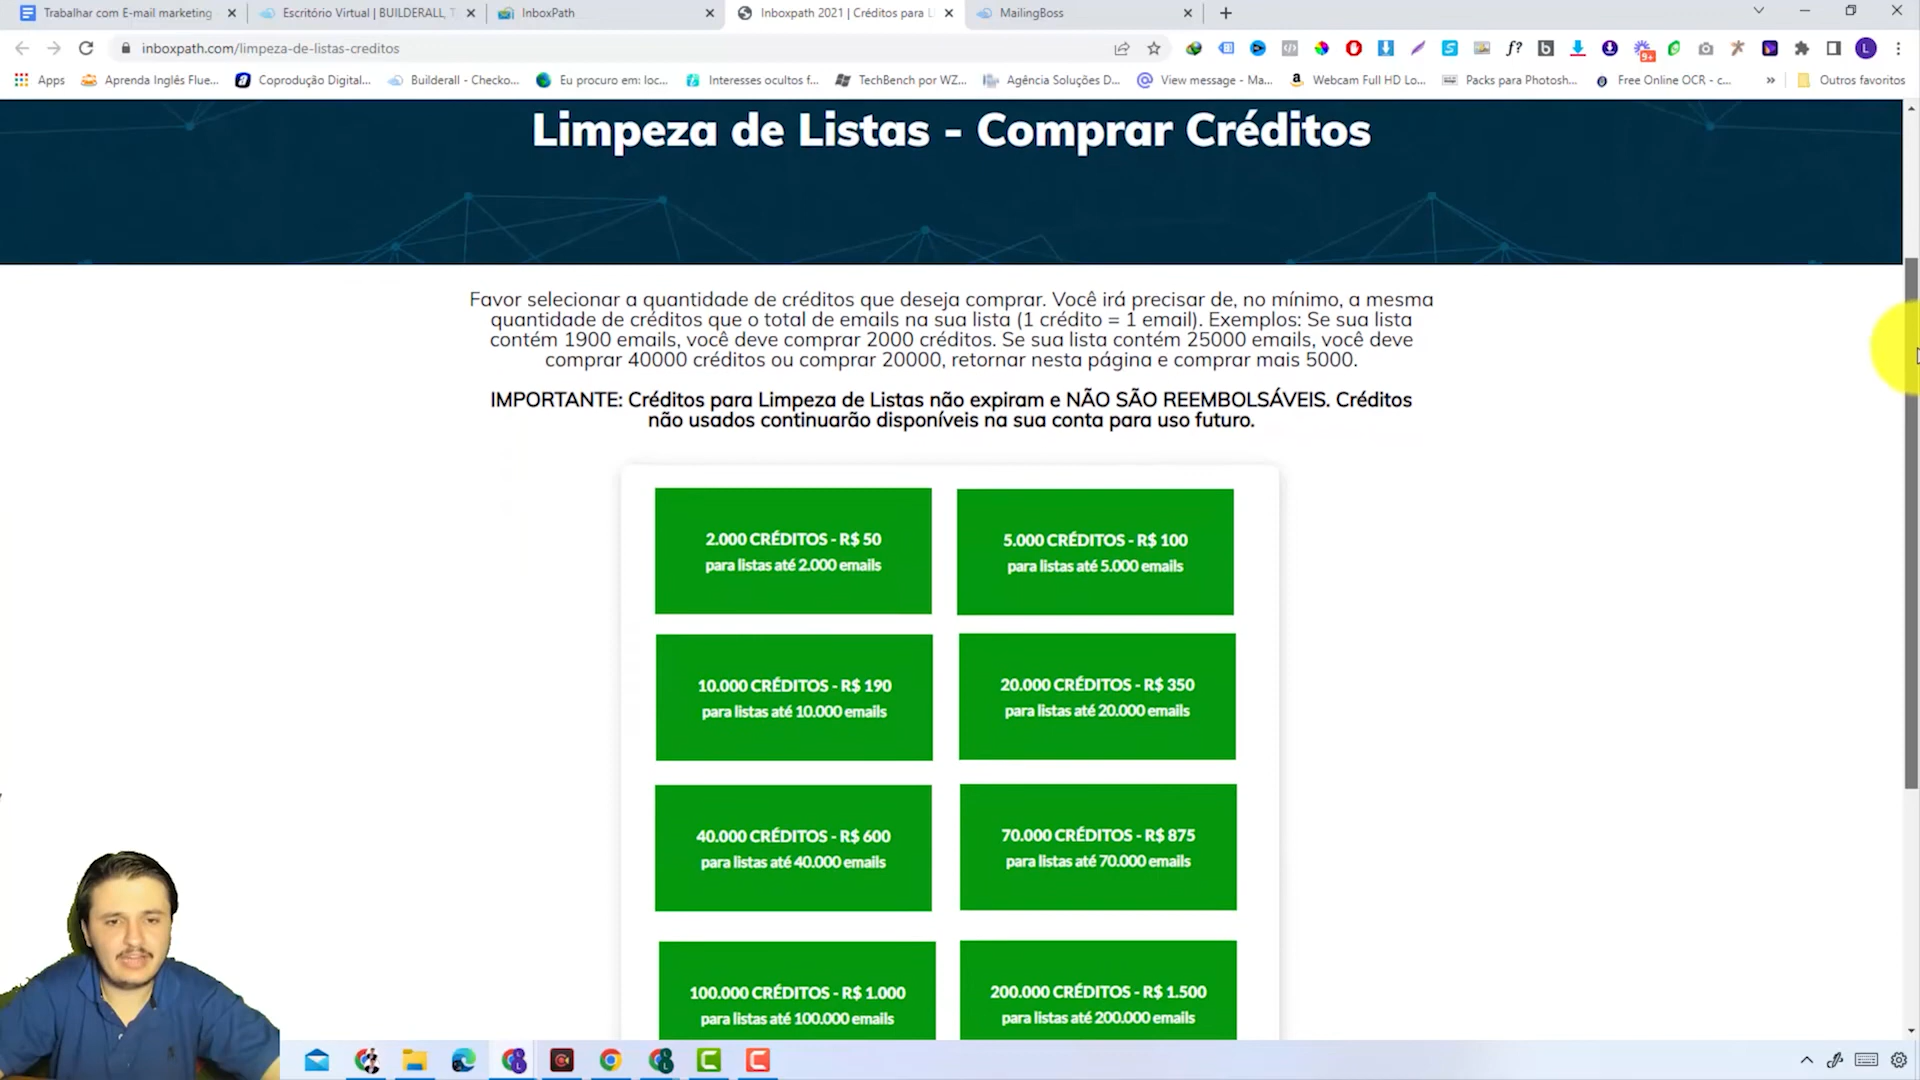 Trabalhar com E-mail marketing
Escritório Virtual | BUILDERALL, T
InboxPath
Inboxpath 2021 | Créditos para L
MailingBoss
inboxpath.com/limpeza-de-listas-creditos
Apps
Aprenda Inglês Flue...
Coprodução Digital...
Builderall - Checko...
Eu procuro em: loc...
Interesses ocultos f...
TechBench por WZ...
Agência Soluções D...
View message - Ma...
Webcam Full HD Lo...
Packs para Photosh...
Free Online OCR - c...
Outros favoritos
Limpeza de Listas - Comprar Créditos
Favor selecionar a quantidade de créditos que deseja comprar. Você irá precisar de, no mínimo, a mesma
quantidade de créditos que o total de emails na sua lista (1 crédito = 1 email). Exemplos: Se sua lista
contém 1900 emails, você deve comprar 2000 créditos. Se sua lista contém 25000 emails, você deve
comprar 40000 créditos ou comprar 20000, retornar nesta página e comprar mais 5000.
IMPORTANTE: Créditos para Limpeza de Listas não expiram e NÃO SÃO REEMBOLSÁVEIS. Créditos
não usados continuarão disponíveis na sua conta para uso futuro.
2.000 CRÉDITOS - R$ 50
para listas até 2.000 emails
5.000 CRÉDITOS - R$ 100
para listas até 5.000 emails
10.000 CRÉDITOS - R$ 190
para listas até 10.000 emails
20.000 CRÉDITOS - R$ 350
para listas até 20.000 emails
40.000 CRÉDITOS - R$ 600
para listas até 40.000 emails
70.000 CRÉDITOS - R$ 875
para listas até 70.000 emails
100.000 CRÉDITOS - R$ 1.000
para listas até 100.000 emails
200.000 CRÉDITOS - R$ 1.500
para listas até 200.000 emails